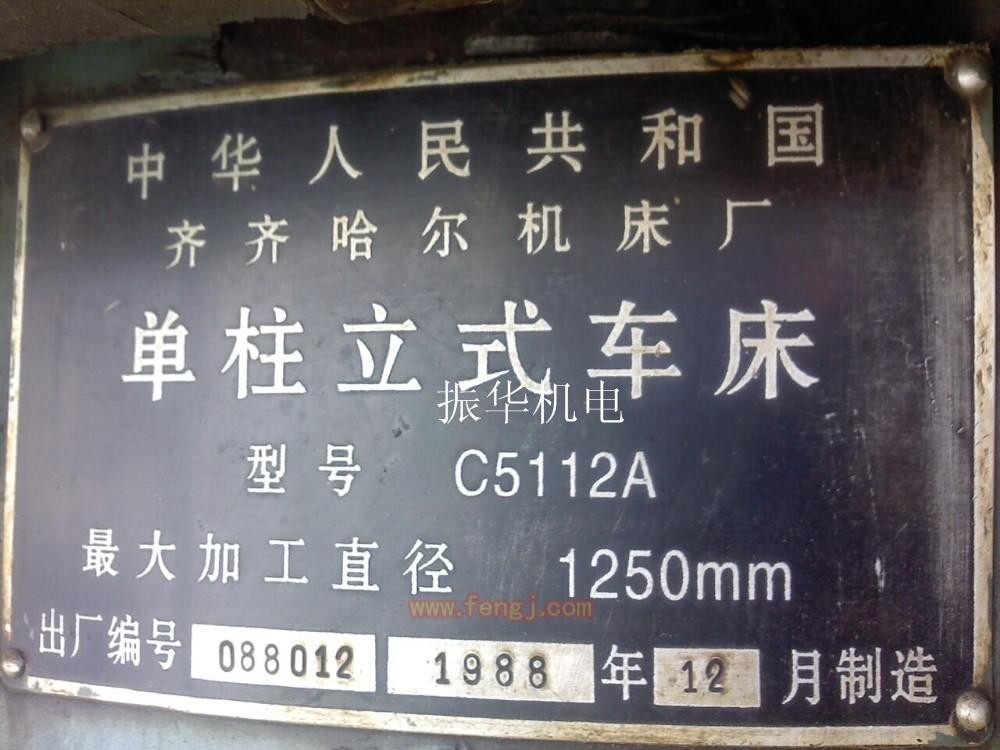 中华人民共和国
齐齐哈尔机床厂
单柱立式车床
振华机电
型号 C5112A
最大加工直径 1250mm
www.fengj.com
出厂编号 088012 1988 年 12 月制造